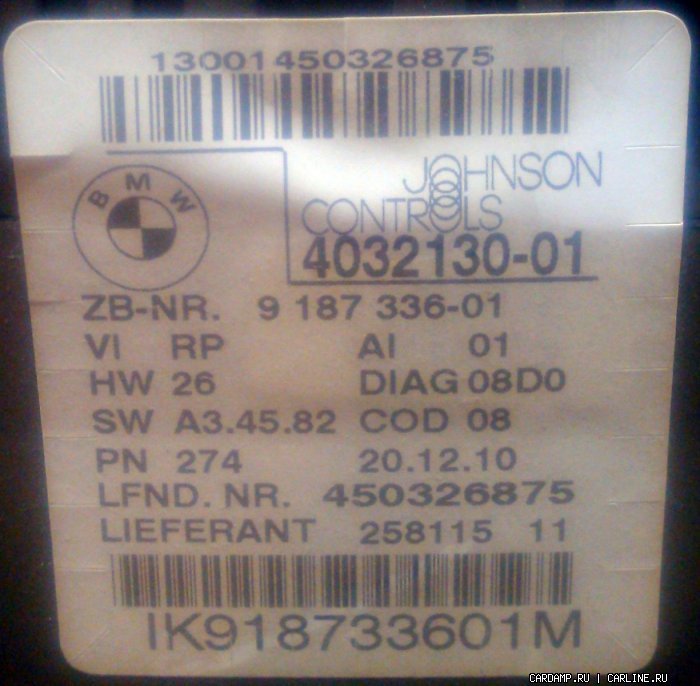 13001450326875
BMW
JOHNSON
CONTROLS
4032130-01
ZB-NR. 9 187 336-01
VI RP AI 01
HW 26 DIAG 08D0
SW A3.45.82 COD 08
PN 274 20.12.10
LFND. NR. 450326875
LIEFERANT 258115 11
IK918733601M
CARDAMP.RU | CARLINE.RU